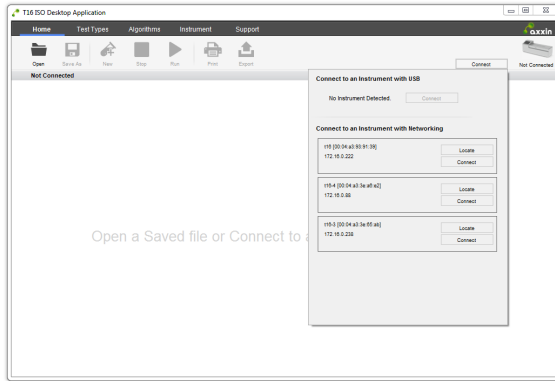 T16 ISO Desktop Application
Home Test Types Algorithms Instrument Support
axxin
Open Save As New Stop Run Print Export
Connect
Not Connected
Not Connected
Connect to an Instrument with USB
No Instrument Detected. Connect
Connect to an Instrument with Networking
t16 [00:04:a3:93:91:39]
Locate
172.16.0.222
Connect
t16-4 [00:04:a3:3e:a6:e2]
Locate
172.16.0.88
Connect
t16-3 [00:04:a3:3e:65:ab]
Locate
172.16.0.238
Connect
Open a Saved file or Connect to a